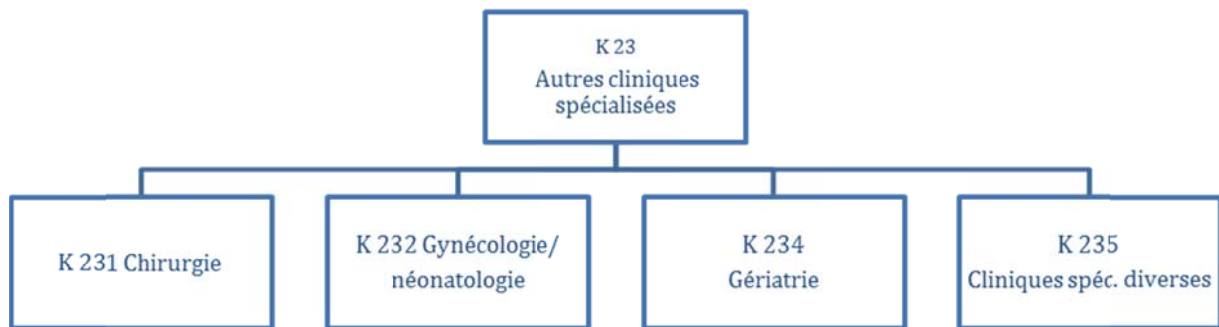 K 23
Autres cliniques
spécialisées
K 231 Chirurgie
K 232 Gynécologie/
néonatologie
K 234
Gériatrie
K 235
Cliniques spéc. diverses